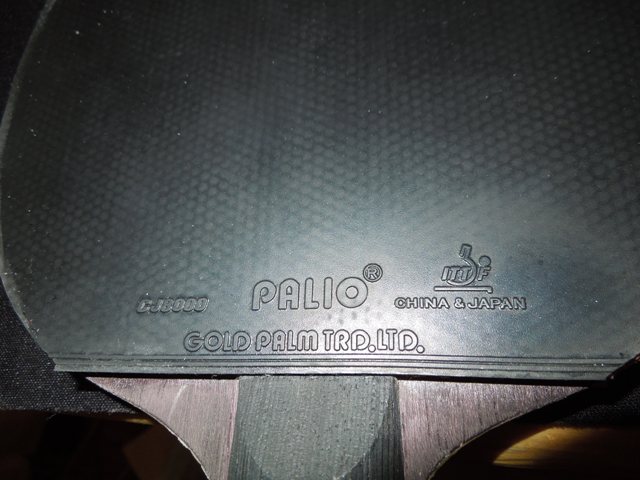 CJ8000 PALIO® ITTF
CHINA & JAPAN
GOLD PALM TRD.LTD.